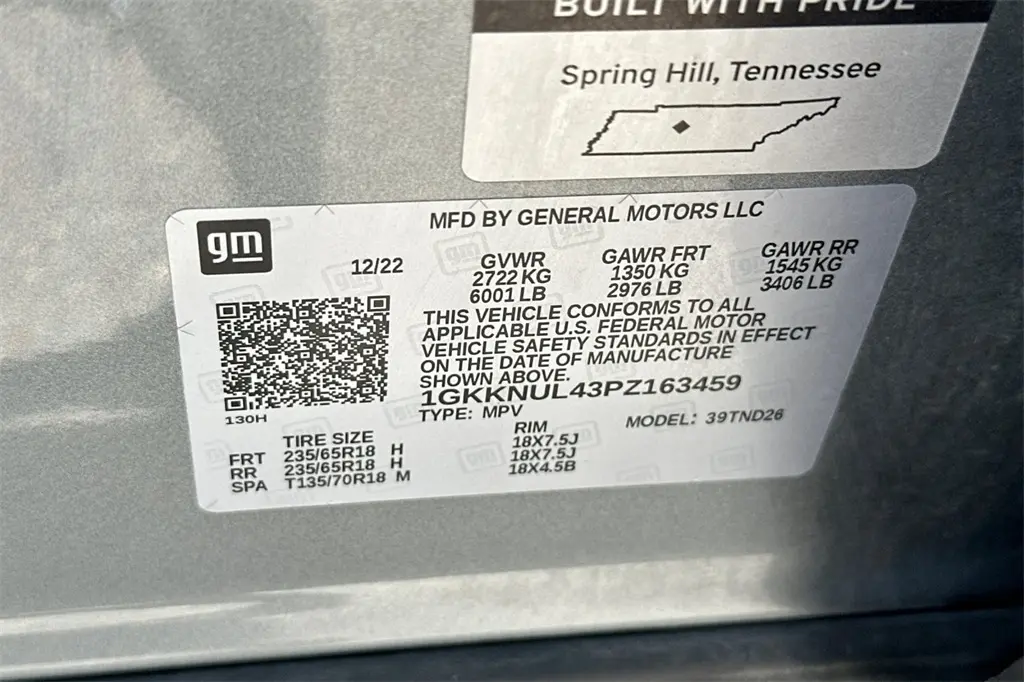 BUILT WITH PRIDE
Spring Hill, Tennessee
gm
MFD BY GENERAL MOTORS LLC
12/22
GVWR
2722 KG
6001 LB
GAWR FRT
1350 KG
2976 LB
GAWR RR
1545 KG
3406 LB
THIS VEHICLE CONFORMS TO ALL
APPLICABLE U.S. FEDERAL MOTOR
VEHICLE SAFETY STANDARDS IN EFFECT
ON THE DATE OF MANUFACTURE
SHOWN ABOVE.
1GKKNUL43PZ163459
TYPE: MPV
MODEL: 39TND26
130H
TIRE SIZE RIM
FRT 235/65R18 H 18X7.5J
RR 235/65R18 H 18X7.5J
SPA T135/70R18 M 18X4.5B